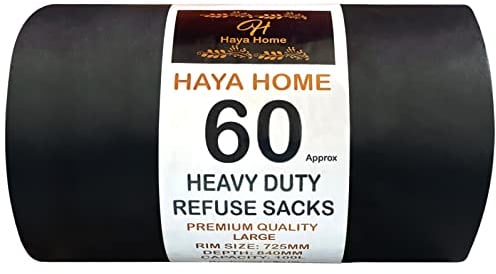 H
Haya Home
HAYA HOME
60 Approx
HEAVY DUTY
REFUSE SACKS
PREMIUM QUALITY
LARGE
RIM SIZE: 725MM
DEPTH: 840MM
CAPACITY: 100L